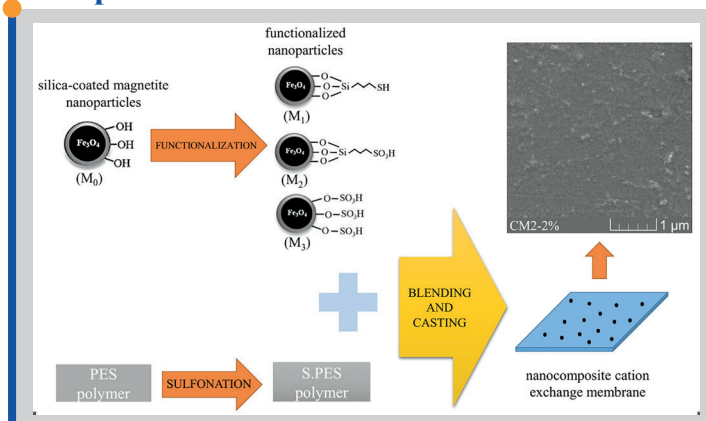 functionalized
nanoparticles
silica-coated magnetite
nanoparticles
Fe₃O₄
OH
OH
OH
(M₀)
FUNCTIONALIZATION
Fe₃O₄
O
O
O
Si
SH
(M₁)
Fe₃O₄
O
O
O
Si
SO₃H
(M₂)
Fe₃O₄
O-SO₃H
O-SO₃H
O-SO₃H
(M₃)
CM2-2%
1 µm
BLENDING
AND
CASTING
PES
polymer
SULFONATION
S.PES
polymer
nanocomposite cation
exchange membrane